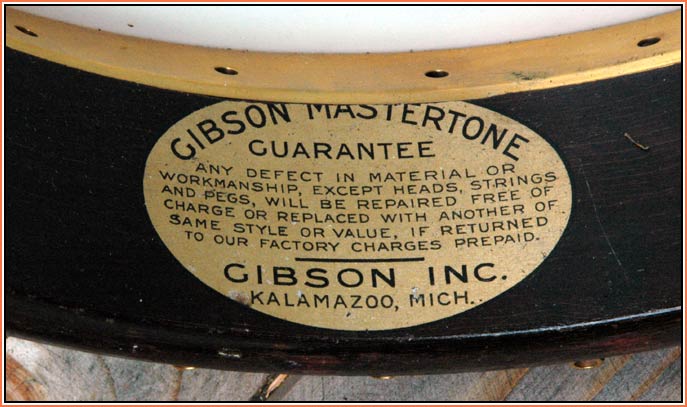 GIBSON MASTERTONE
GUARANTEE
ANY DEFECT IN MATERIAL OR
WORKMANSHIP, EXCEPT HEADS, STRINGS
AND PEGS, WILL BE REPAIRED FREE OF
CHARGE OR REPLACED WITH ANOTHER OF
SAME STYLE OR VALUE, IF RETURNED
TO OUR FACTORY CHARGES PREPAID.
GIBSON INC.
KALAMAZOO, MICH.